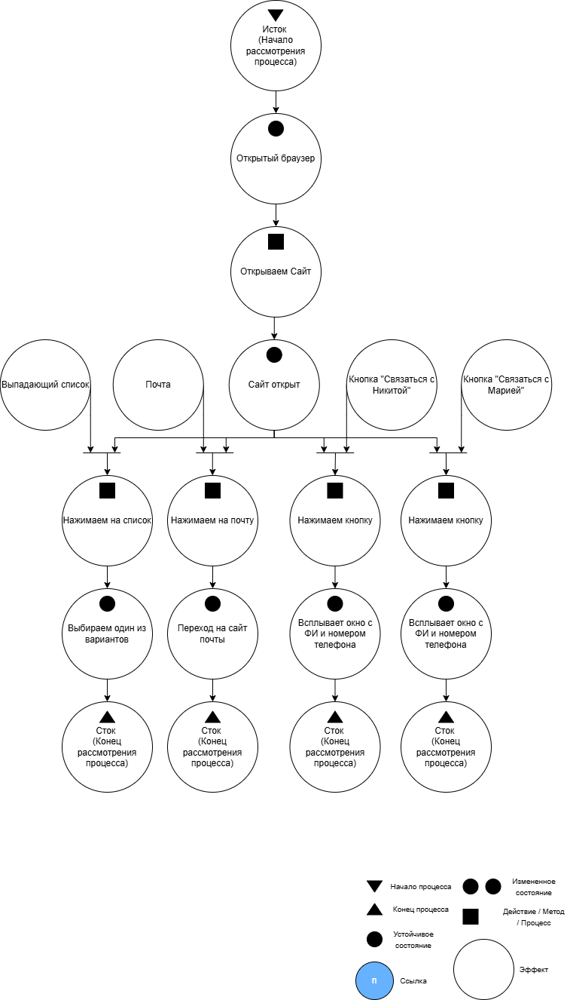 Исток
(Начало
рассмотрения
процесса)
Открытый браузер
Открываем Сайт
Выпадающий список
Почта
Сайт открыт
Кнопка "Связаться с
Никитой"
Кнопка "Связаться с
Марией"
Нажимаем на список
Нажимаем на почту
Нажимаем кнопку
Нажимаем кнопку
Выбираем один из
вариантов
Переход на сайт
почты
Всплывает окно с
ФИ и номером
телефона
Всплывает окно с
ФИ и номером
телефона
Сток
(Конец
рассмотрения
процесса)
Сток
(Конец
рассмотрения
процесса)
Сток
(Конец
рассмотрения
процесса)
Сток
(Конец
рассмотрения
процесса)
Начало процесса
Измененное
состояние
Конец процесса
Действие / Метод
/ Процесс
Устойчивое
состояние
Эффект
П
Ссылка